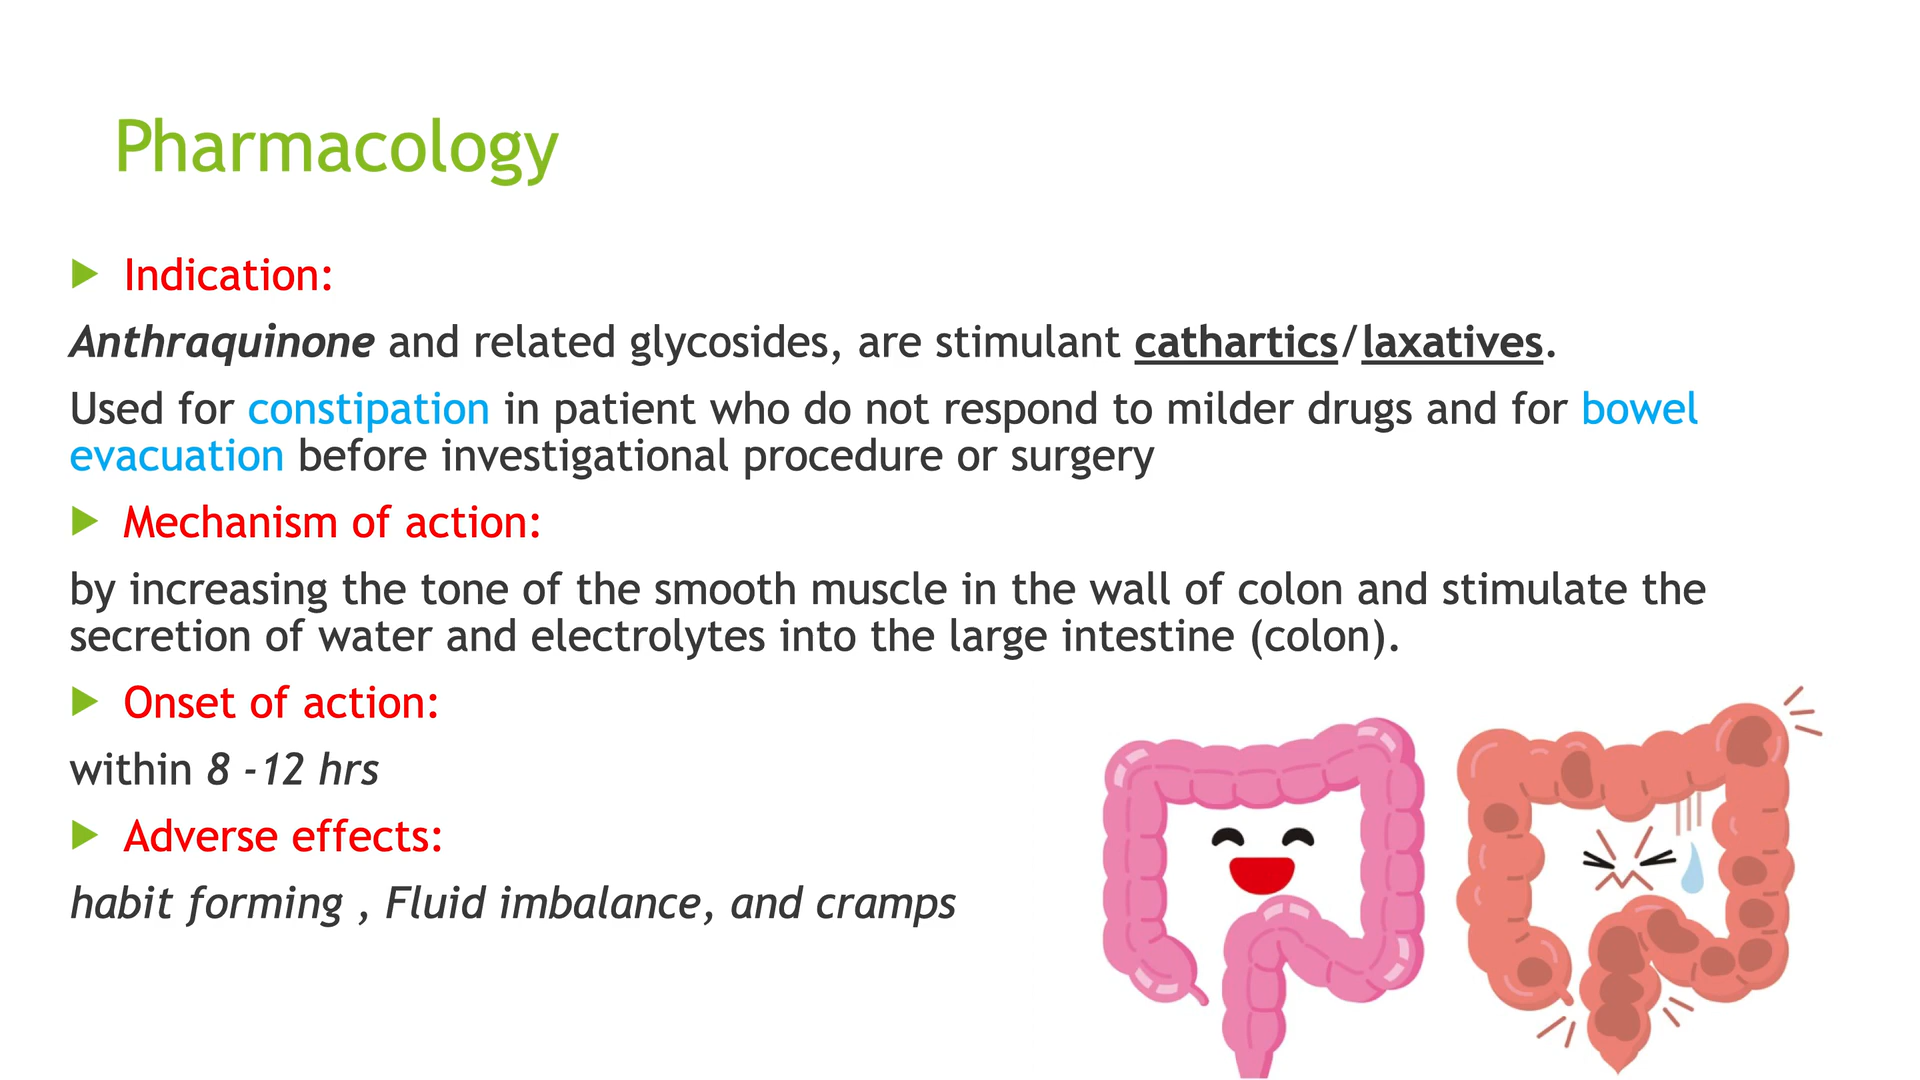 Pharmacology
Indication:
Anthraquinone and related glycosides, are stimulant cathartics/laxatives.
Used for constipation in patient who do not respond to milder drugs and for bowel
evacuation before investigational procedure or surgery
Mechanism of action:
by increasing the tone of the smooth muscle in the wall of colon and stimulate the
secretion of water and electrolytes into the large intestine (colon).
Onset of action:
within 8 -12 hrs
Adverse effects:
habit forming , Fluid imbalance, and cramps